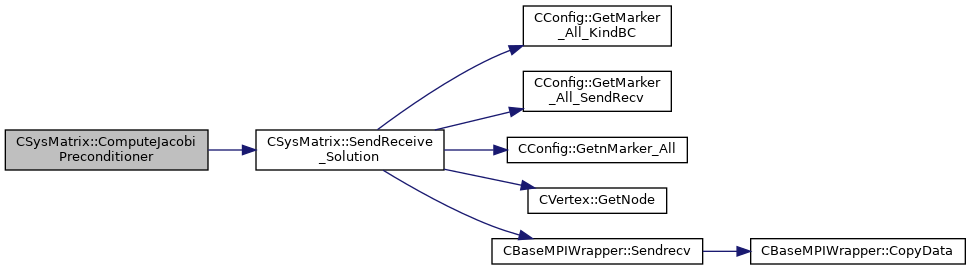 CSysMatrix::ComputeJacobi
Preconditioner
CSysMatrix::SendReceive
_Solution
CConfig::GetMarker
_All_KindBC
CConfig::GetMarker
_All_SendRecv
CConfig::GetnMarker_All
CVertex::GetNode
CBaseMPIWrapper::Sendrecv
CBaseMPIWrapper::CopyData